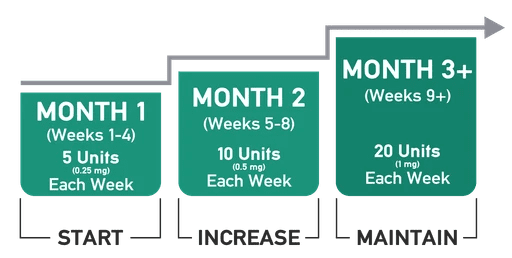 MONTH 1
(Weeks 1-4)
5 Units
(0.25 mg)
Each Week
START
MONTH 2
(Weeks 5-8)
10 Units
(0.5 mg)
Each Week
INCREASE
MONTH 3+
(Weeks 9+)
20 Units
(1 mg)
Each Week
MAINTAIN